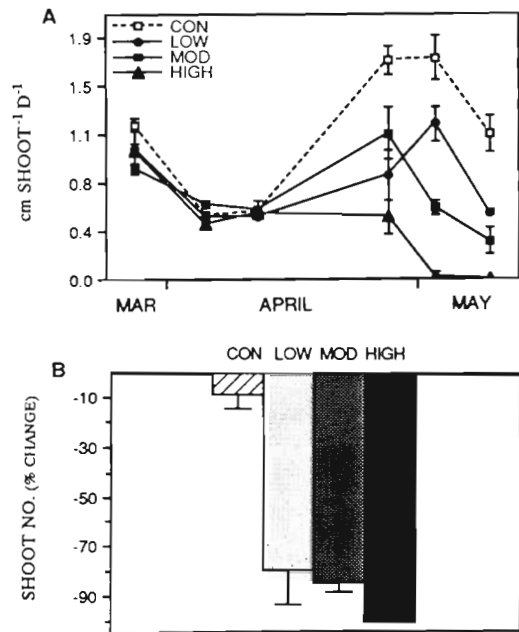 A
CON
LOW
MOD
HIGH
1.9
1.5
1.1
0.8
0.4
0.0
cm SHOOT⁻¹ D⁻¹
MAR APRIL MAY
B
CON LOW MOD HIGH
-10
-30
-50
-70
-90
SHOOT NO. (% CHANGE)